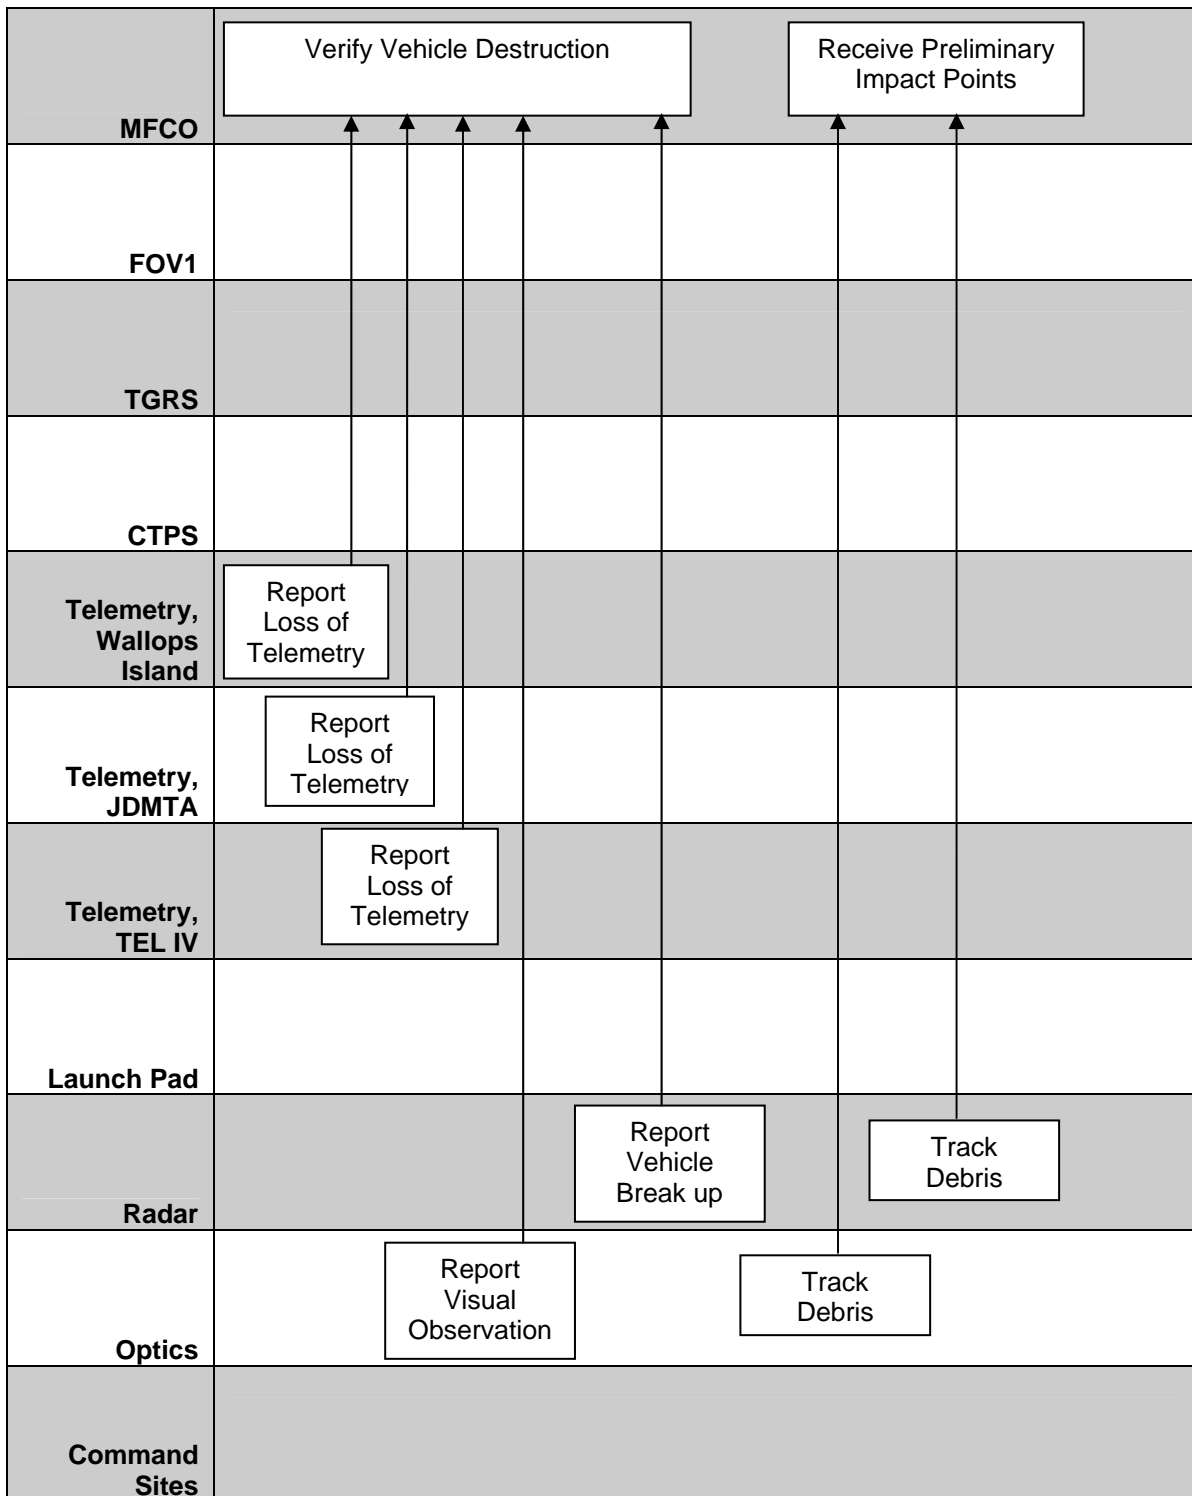 Verify Vehicle Destruction
Receive Preliminary
Impact Points
MFCO
FOV1
TGRS
CTPS
Telemetry,
Wallops
Island
Report
Loss of
Telemetry
Telemetry,
JDMTA
Report
Loss of
Telemetry
Telemetry,
TEL IV
Report
Loss of
Telemetry
Launch Pad
Radar
Report
Vehicle
Break up
Track
Debris
Optics
Report
Visual
Observation
Track
Debris
Command
Sites